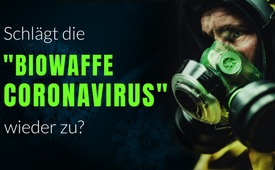 Schlägt die
"BIOWAFFE
CORONAVIRUS"
wieder zu?